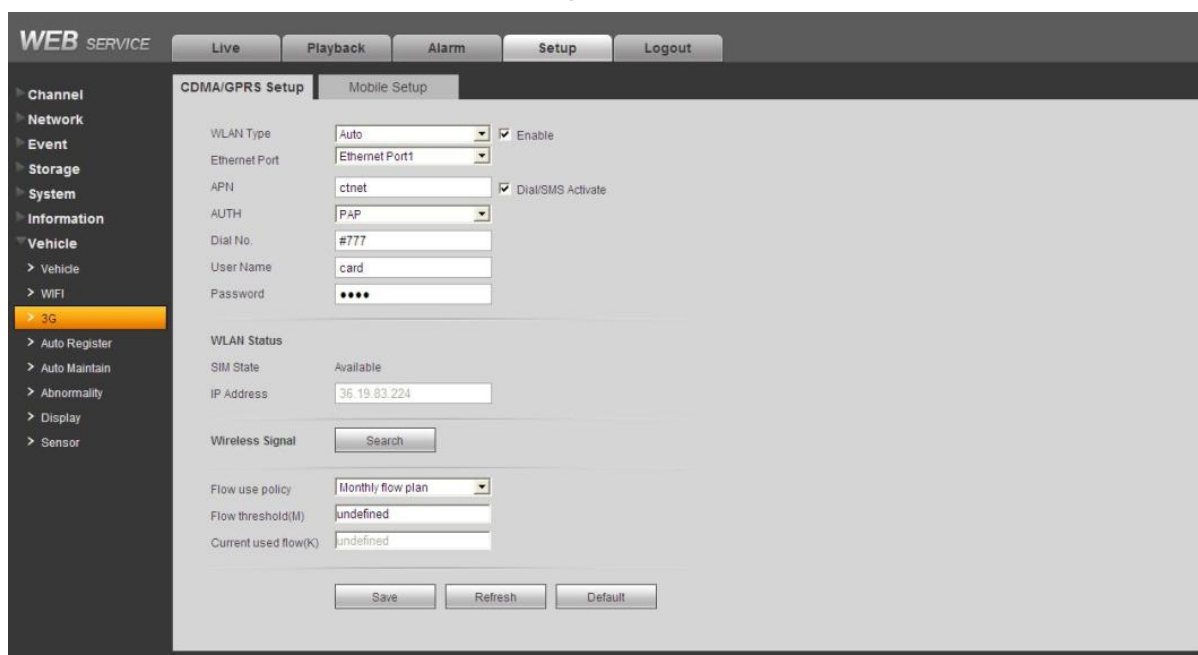 WEB SERVICE
Live Playback Alarm Setup Logout
CDMA/GPRS Setup Mobile Setup
Channel
Network
Event
Storage
System
Information
Vehicle
> Vehicle
> WIFI
> 3G
> Auto Register
> Auto Maintain
> Abnormality
> Display
> Sensor
WLAN Type Auto Enable
Ethernet Port Ethernet Port1
APN ctnet Dial/SMS Activate
AUTH PAP
Dial No. #777
User Name card
Password ●●●●
WLAN Status
SIM State Available
IP Address 36.19.83.224
Wireless Signal Search
Flow use policy Monthly flow plan
Flow threshold(M) undefined
Current used flow(K) undefined
Save Refresh Default